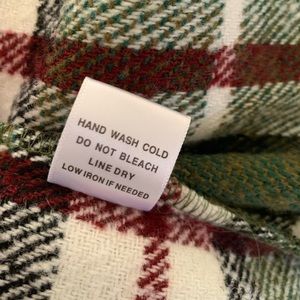 HAND WASH COLD
DO NOT BLEACH
LINE DRY
LOW IRON IF NEEDED